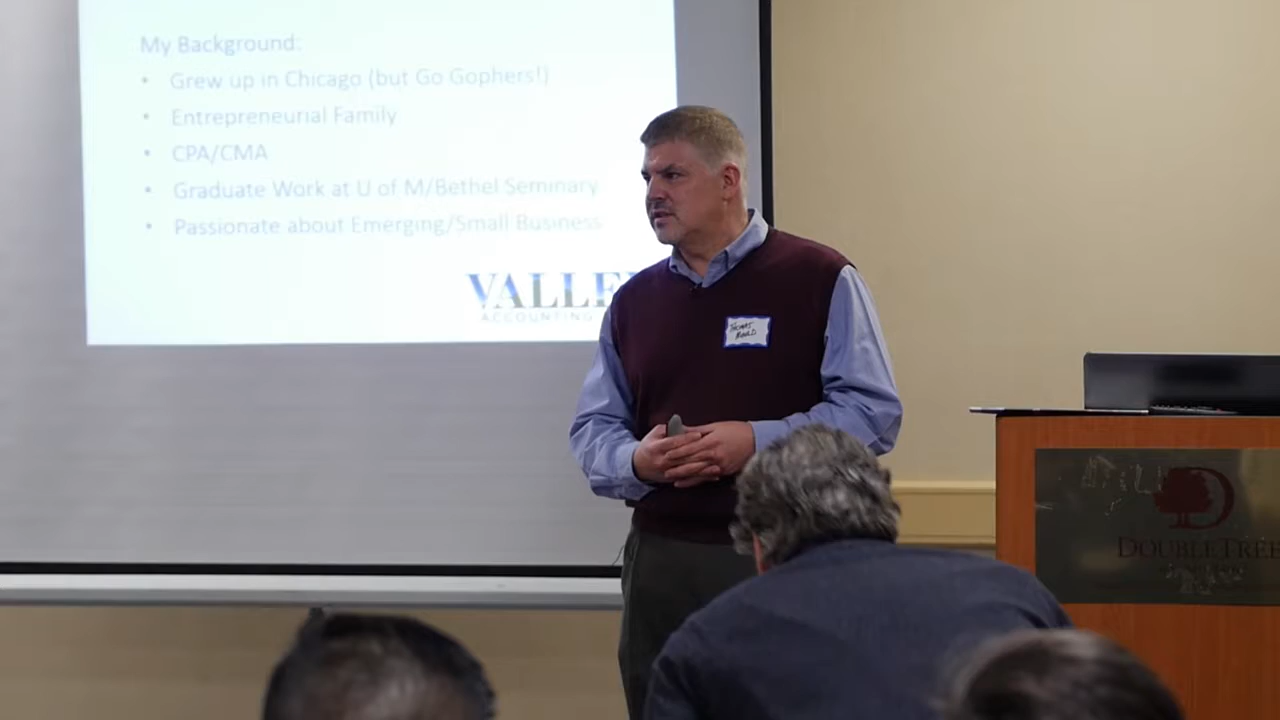 My Background:
• Grew up in Chicago (but Go Gophers!)
• Entrepreneurial Family
• CPA/CMA
• Graduate Work at U of M/Bethel Seminary
• Passionate about Emerging/Small Business
VALLE
ACCOUNTING
THOMAS
DOUBLETREE